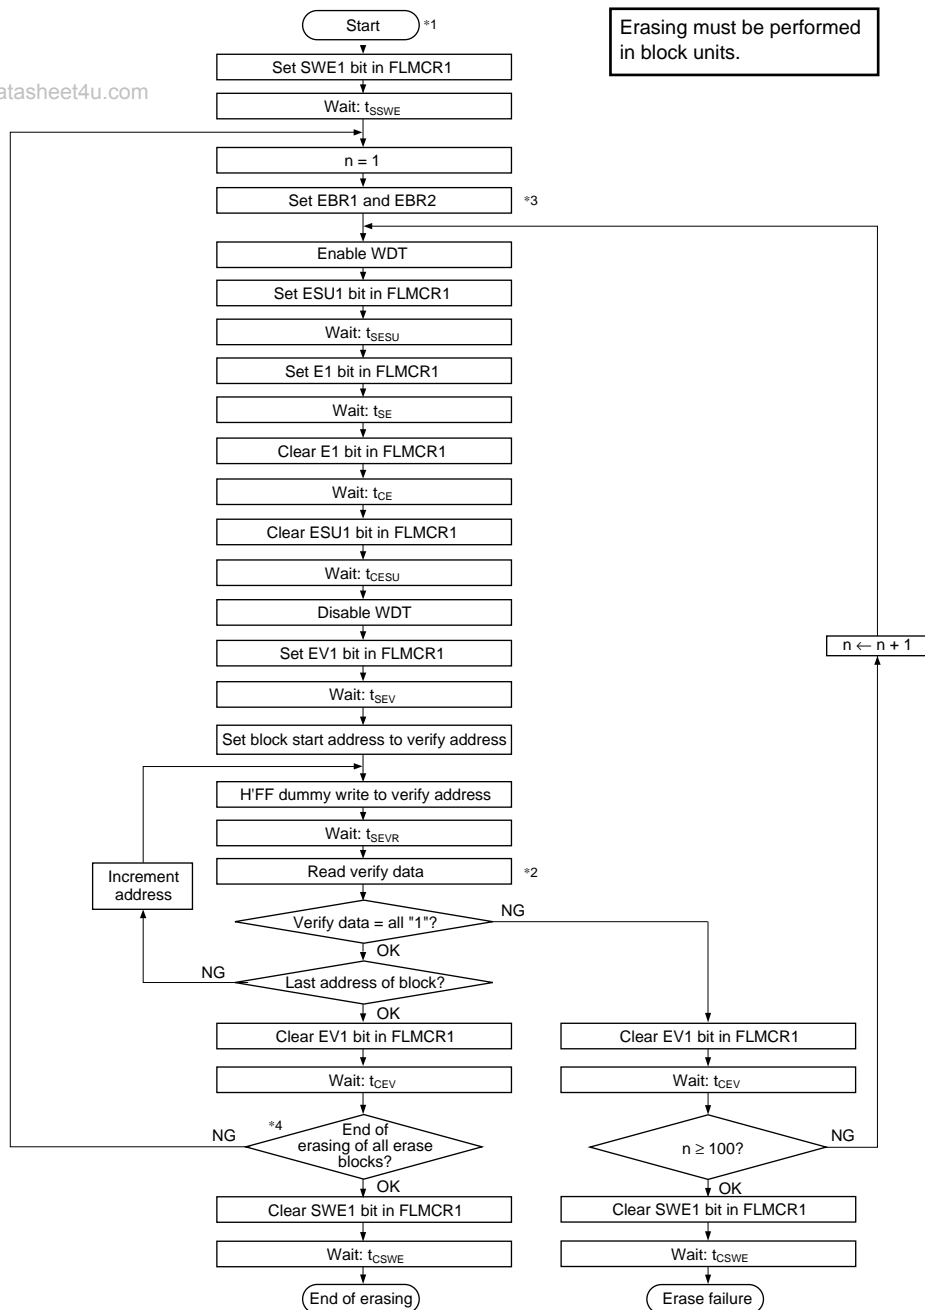 Start *1
Erasing must be performed
in block units.
Set SWE1 bit in FLMCR1
atasheet4u.com
Wait: tSSWE
n = 1
Set EBR1 and EBR2 *3
Enable WDT
Set ESU1 bit in FLMCR1
Wait: tSESU
Set E1 bit in FLMCR1
Wait: tSE
Clear E1 bit in FLMCR1
Wait: tCE
Clear ESU1 bit in FLMCR1
Wait: tCESU
Disable WDT
n ← n + 1
Set EV1 bit in FLMCR1
Wait: tSEV
Set block start address to verify address
H'FF dummy write to verify address
Wait: tSEVR
Increment
address
Read verify data *2
Verify data = all "1"?
NG
OK
NG
Last address of block?
OK
Clear EV1 bit in FLMCR1
Clear EV1 bit in FLMCR1
Wait: tCEV
Wait: tCEV
NG
*4
End of
erasing of all erase
blocks?
n ≥ 100?
NG
OK
OK
Clear SWE1 bit in FLMCR1
Clear SWE1 bit in FLMCR1
Wait: tCSWE
Wait: tCSWE
End of erasing
Erase failure